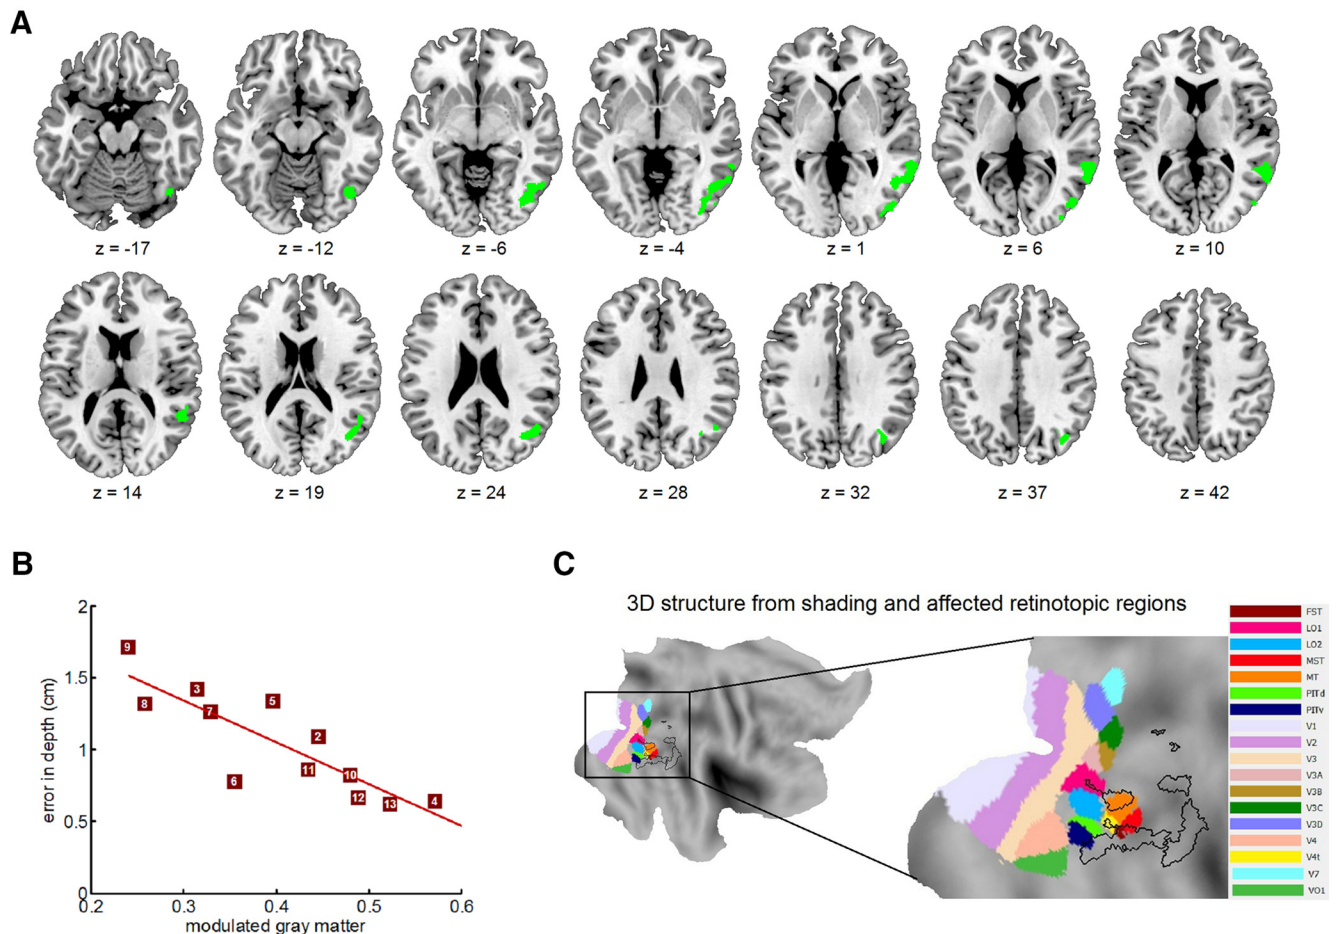 A
z = -17
z = -12
z = -6
z = -4
z = 1
z = 6
z = 10
z = 14
z = 19
z = 24
z = 28
z = 32
z = 37
z = 42
B
error in depth (cm)
2
1.5
1
0.5
0
9
8
3
7
6
5
2
11
10
12
13
4
0.2
0.3
0.4
0.5
0.6
modulated gray matter
C
3D structure from shading and affected retinotopic regions
FST
LO1
LO2
MST
MT
PITd
PITv
V1
V2
V3
V3A
V3B
V3C
V3D
V4
V4t
V7
VO1